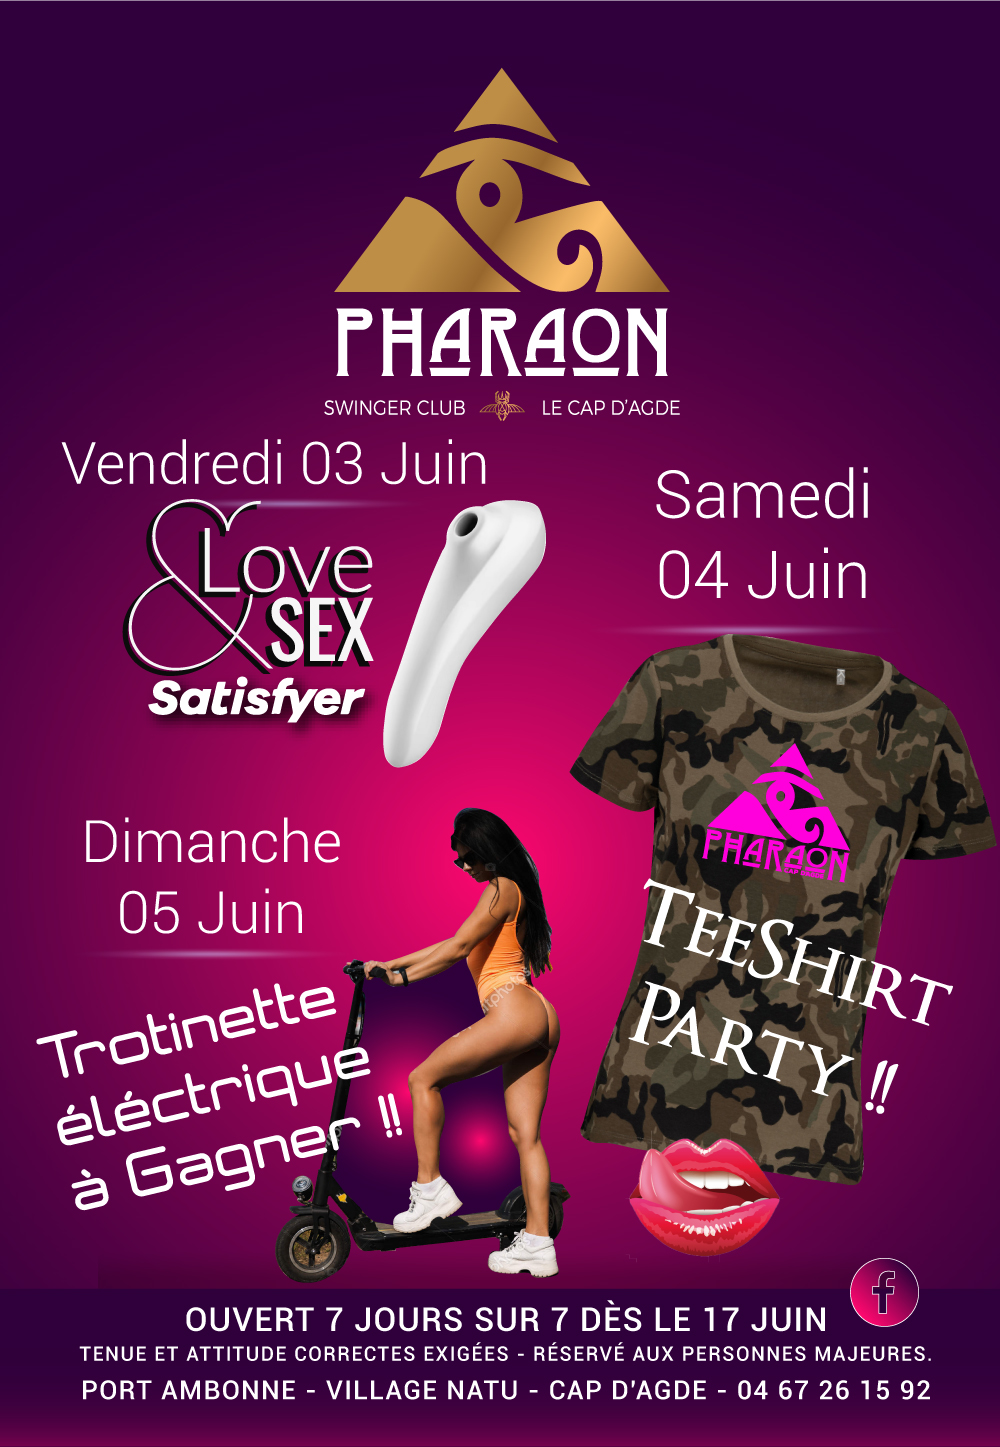 PHARAON
SWINGER CLUB LE CAP D'AGDE
Vendredi 03 Juin
& Love
SEX
Satisfyer
Samedi
04 Juin
PHARAON
TEESHIRT
PARTY !!
Dimanche
05 Juin
Trotinette
éléctrique
à Gagner !!
f
OUVERT 7 JOURS SUR 7 DÈS LE 17 JUIN
TENUE ET ATTITUDE CORRECTES EXIGÉES - RÉSERVÉ AUX PERSONNES MAJEURES.
PORT AMBONNE - VILLAGE NATU - CAP D'AGDE - 04 67 26 15 92